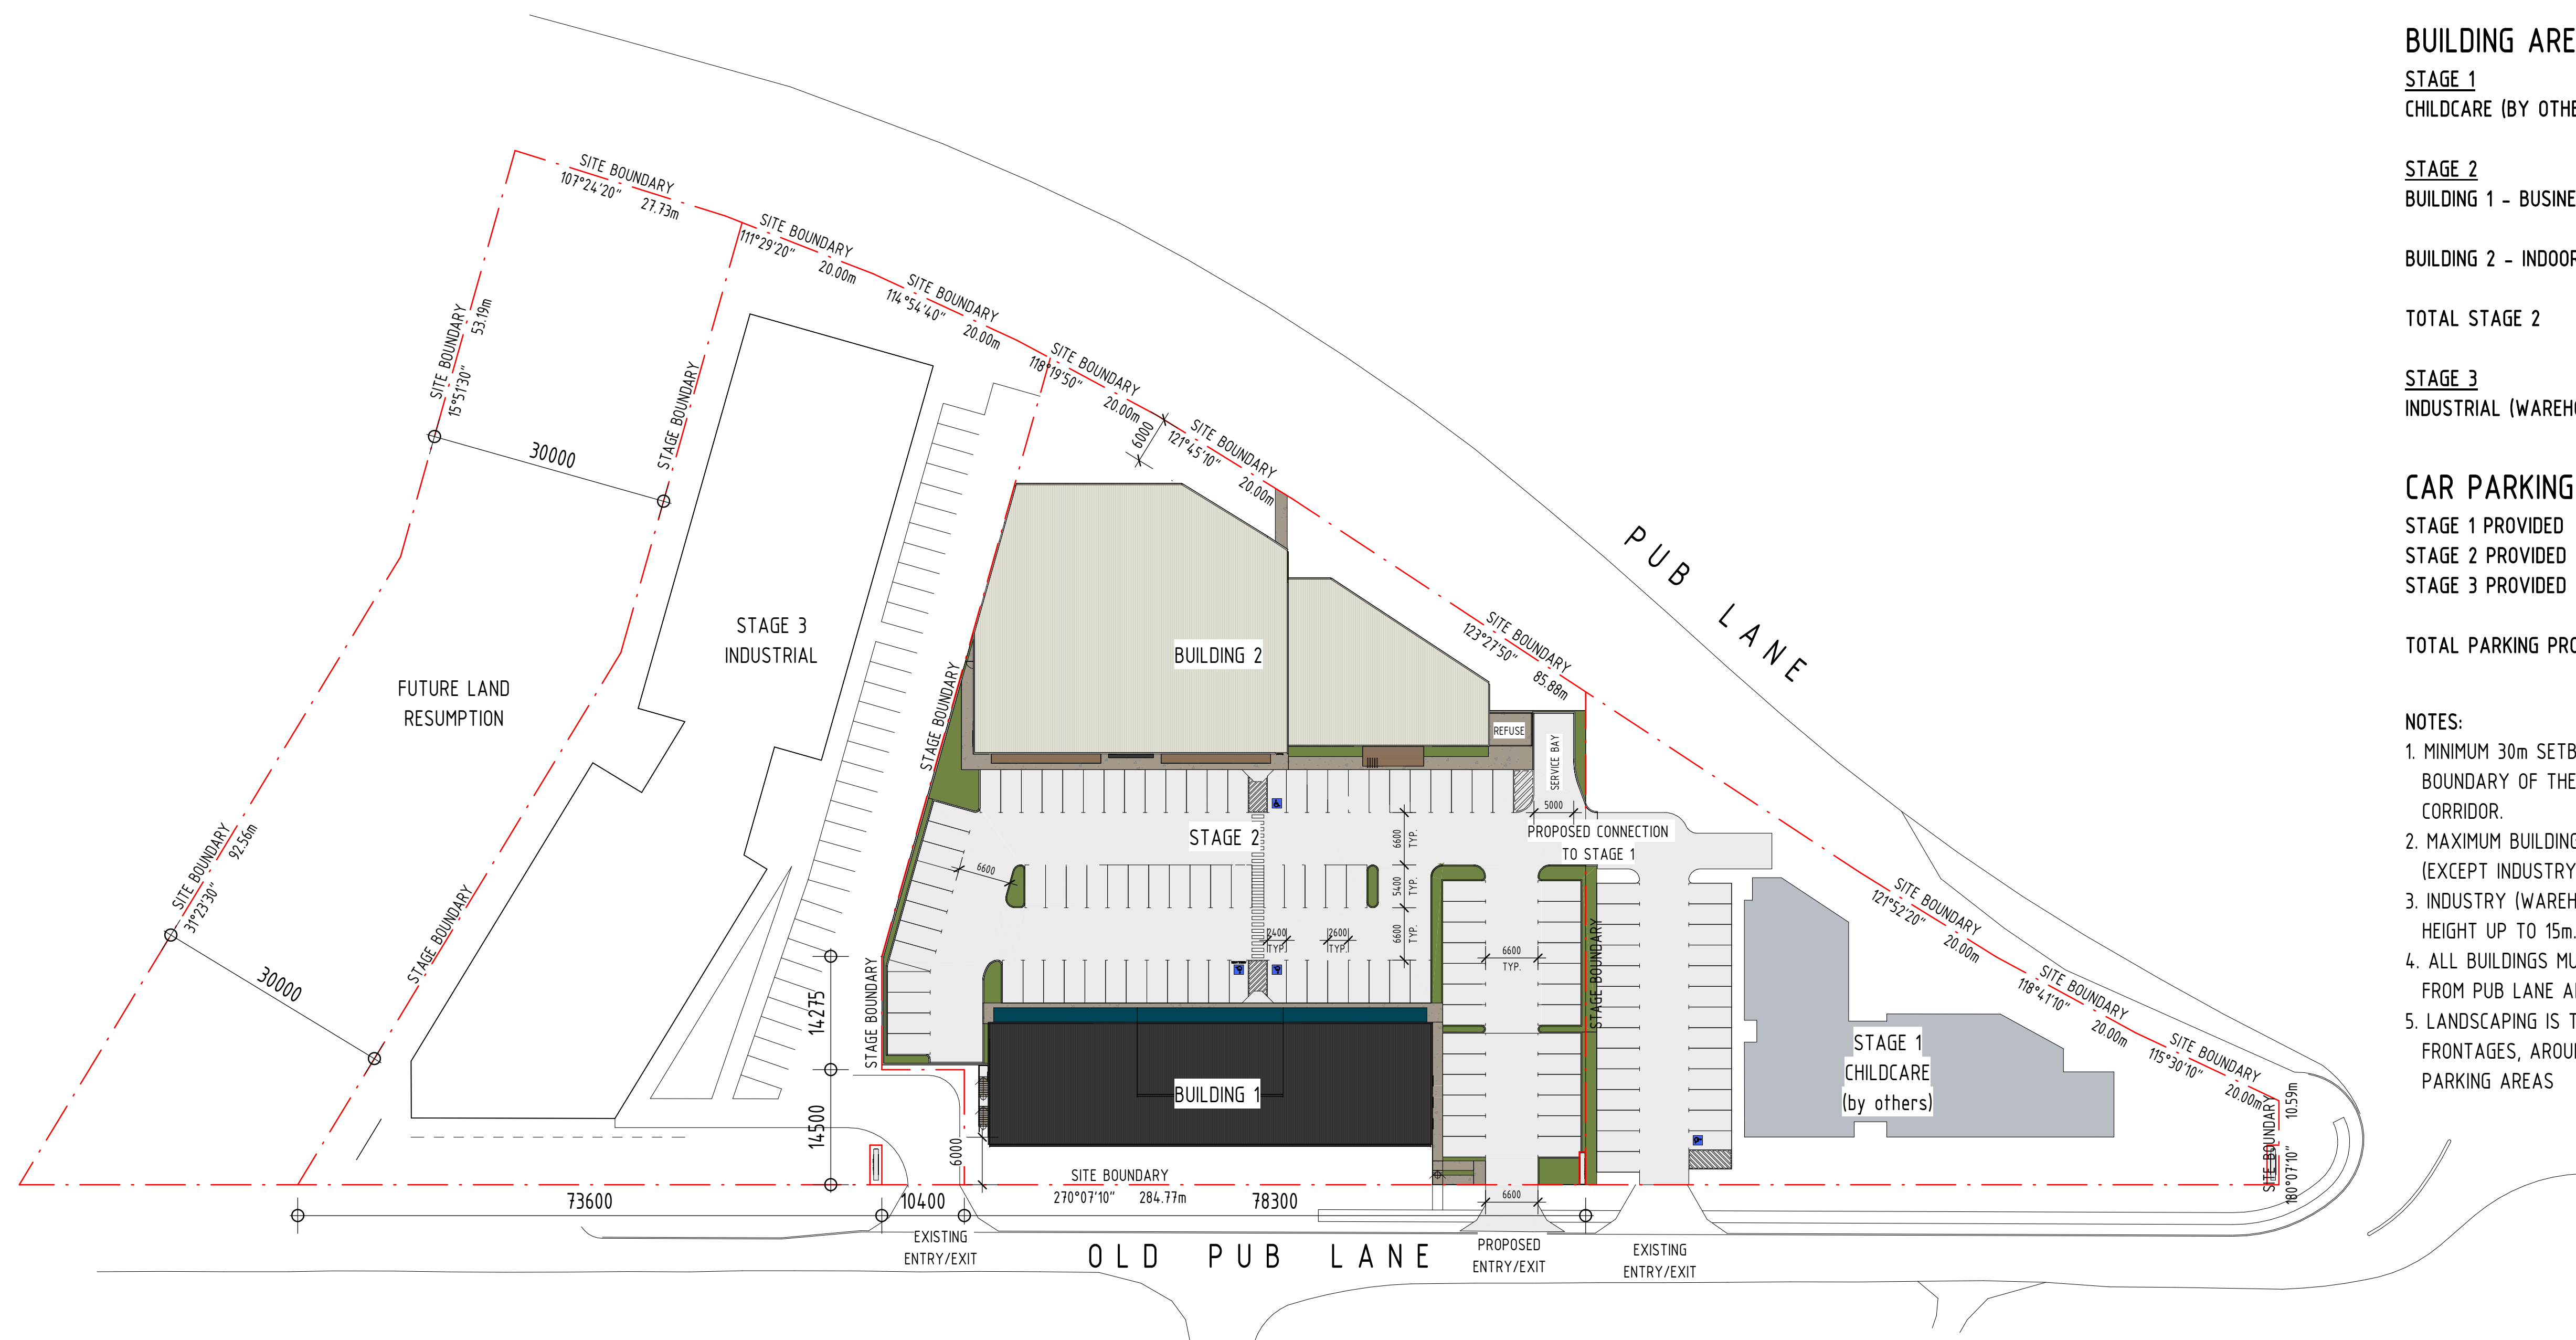 SITE BOUNDARY
107°24'20" 27.73m
SITE BOUNDARY
111°29'20" 20.00m
SITE BOUNDARY
114°54'40" 20.00m
SITE BOUNDARY
118°19'50" 20.00m
SITE BOUNDARY
121°45'10" 20.00m
6000
SITE BOUNDARY
15°51'30" 53.19m
STAGE BOUNDARY
30000
PUB LANE
STAGE 3
INDUSTRIAL
FUTURE LAND
RESUMPTION
BUILDING 2
SITE BOUNDARY
123°27'50" 85.88m
STAGE BOUNDARY
REFUSE
SERVICE BAY
5000
SITE BOUNDARY
31°23'30" 92.56m
STAGE BOUNDARY
30000
STAGE 2
PROPOSED CONNECTION
TO STAGE 1
6600
TYP.
6600
5400
TYP.
6600
TYP.
2400
TYP.
2600
TYP.
6600
TYP.
STAGE BOUNDARY
SITE BOUNDARY
121°52'20" 20.00m
SITE BOUNDARY
118°41'10" 20.00m
SITE BOUNDARY
115°30'10" 20.00m
STAGE BOUNDARY
14275
14500
STAGE 1
CHILDCARE
(by others)
BUILDING 1
6000
SITE BOUNDARY
180°07'10" 10.59m
SITE BOUNDARY
270°07'10" 284.77m
6600
73600
10400
78300
EXISTING
ENTRY/EXIT
OLD PUB LANE
PROPOSED
ENTRY/EXIT
EXISTING
ENTRY/EXIT
BUILDING ARE
STAGE 1
CHILDCARE (BY OTHE
STAGE 2
BUILDING 1 - BUSINE
BUILDING 2 - INDOOR
TOTAL STAGE 2
STAGE 3
INDUSTRIAL (WAREHO
CAR PARKING
STAGE 1 PROVIDED
STAGE 2 PROVIDED
STAGE 3 PROVIDED
TOTAL PARKING PRO
NOTES:
1. MINIMUM 30m SETB
BOUNDARY OF THE
CORRIDOR.
2. MAXIMUM BUILDING
(EXCEPT INDUSTRY
3. INDUSTRY (WAREH
HEIGHT UP TO 15m.
4. ALL BUILDINGS MU
FROM PUB LANE A
5. LANDSCAPING IS T
FRONTAGES, AROU
PARKING AREAS